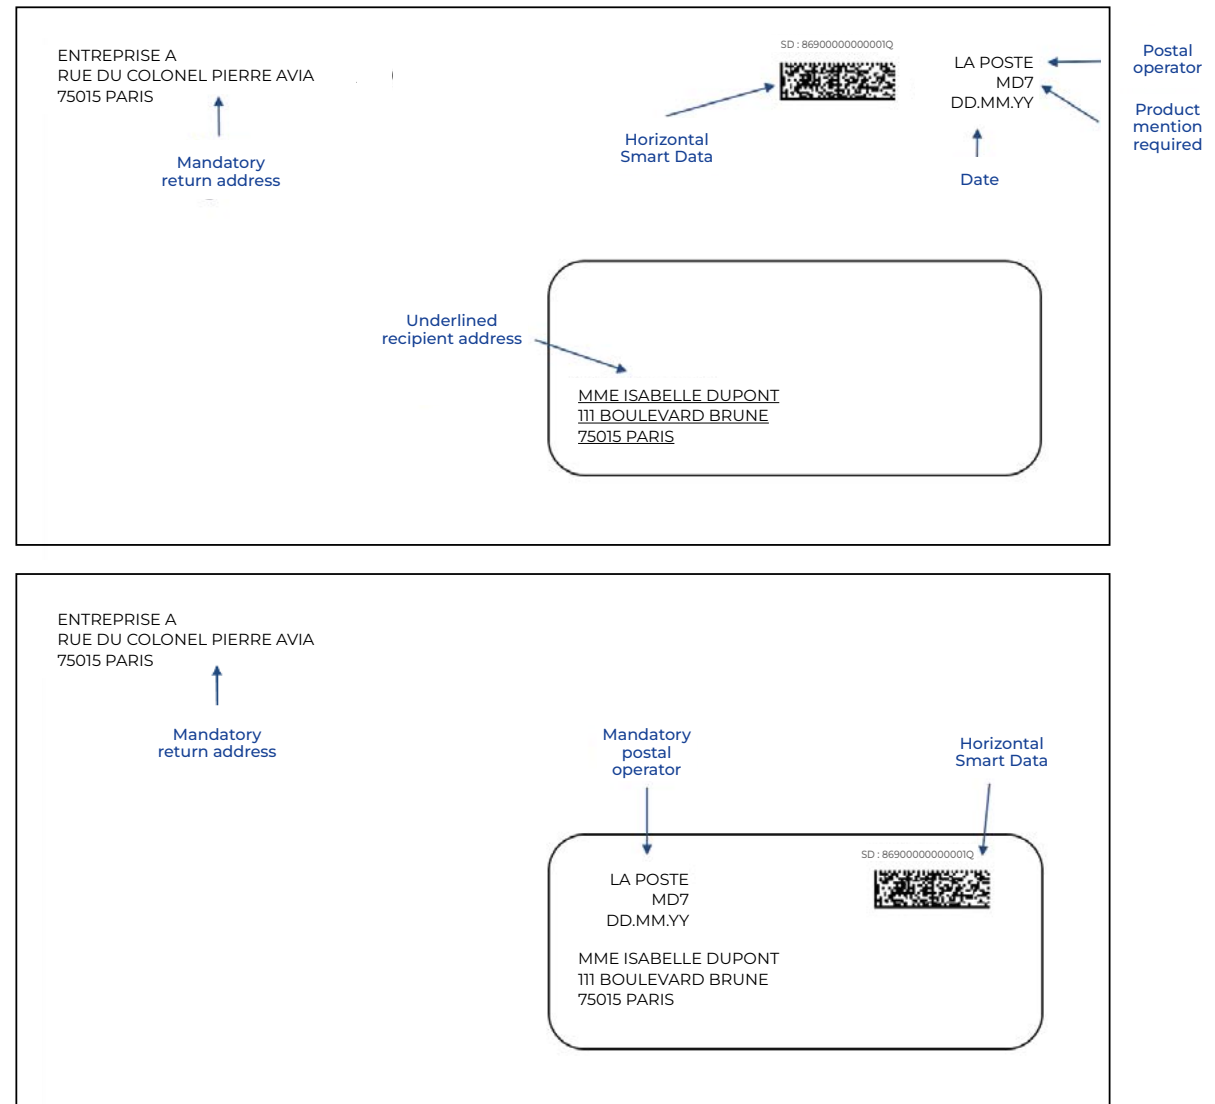 ENTREPRISE A
RUE DU COLONEL PIERRE AVIA
75015 PARIS
Mandatory
return address
SD : 86900000000001Q
Horizontal
Smart Data
LA POSTE
MD7
DD.MM.YY
Date
Postal
operator
Product
mention
required
Underlined
recipient address
MME ISABELLE DUPONT
111 BOULEVARD BRUNE
75015 PARIS
ENTREPRISE A
RUE DU COLONEL PIERRE AVIA
75015 PARIS
Mandatory
return address
Mandatory
postal
operator
Horizontal
Smart Data
SD : 86900000000001Q
LA POSTE
MD7
DD.MM.YY
MME ISABELLE DUPONT
111 BOULEVARD BRUNE
75015 PARIS